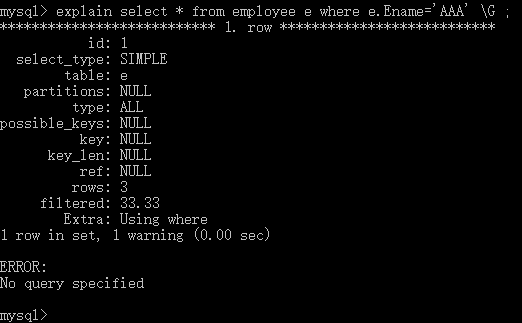 mysql> explain select * from employee e where e.Ename='AAA' \G ;
*************************** 1. row ***************************
id: 1
select_type: SIMPLE
table: e
partitions: NULL
type: ALL
possible_keys: NULL
key: NULL
key_len: NULL
ref: NULL
rows: 3
filtered: 33.33
Extra: Using where
1 row in set, 1 warning (0.00 sec)
ERROR:
No query specified
mysql>